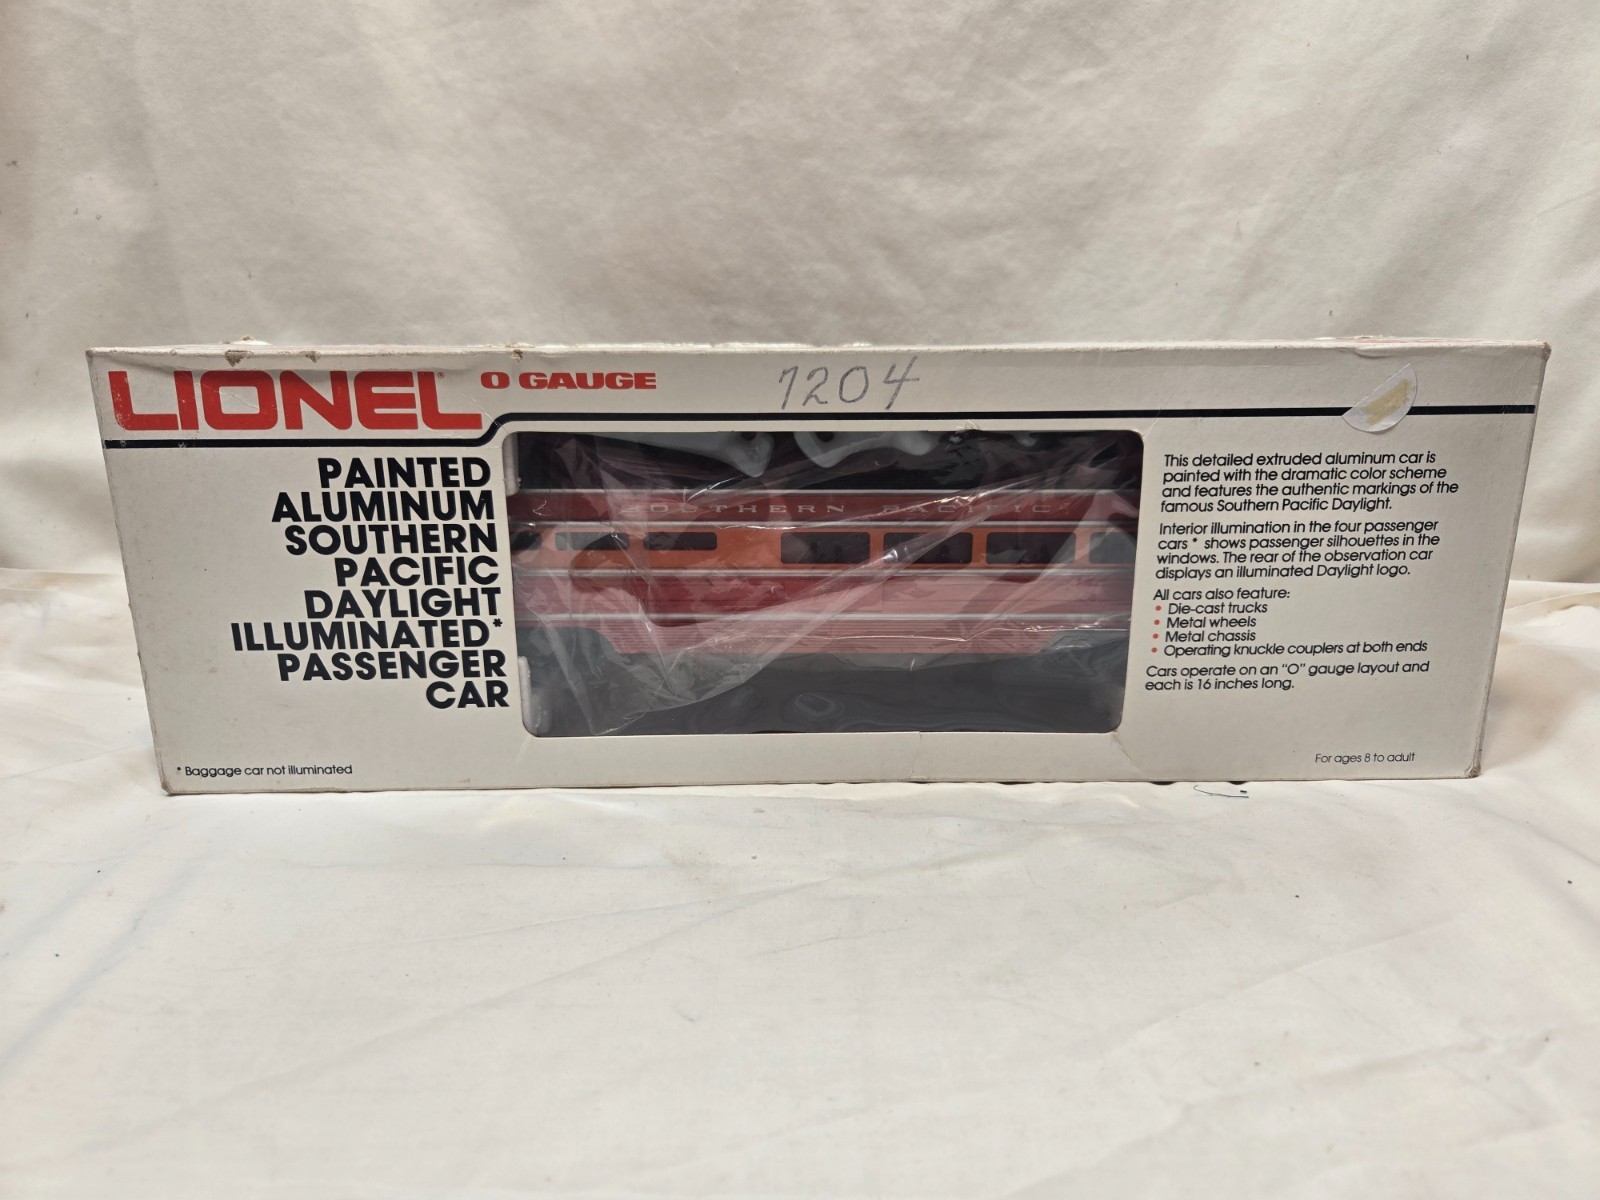 LIONEL® O GAUGE
7204
PAINTED
ALUMINUM
SOUTHERN
PACIFIC
DAYLIGHT
ILLUMINATED*
PASSENGER
CAR
* Baggage car not illuminated
SOUTHERN PACIFIC
This detailed extruded aluminum car is
painted with the dramatic color scheme
and features the authentic markings of the
famous Southern Pacific Daylight.
Interior illumination in the four passenger
cars * shows passenger silhouettes in the
windows. The rear of the observation car
displays an illuminated Daylight logo.
All cars also feature:
• Die-cast trucks
• Metal wheels
• Metal chassis
• Operating knuckle couplers at both ends
Cars operate on an "O" gauge layout and
each is 16 inches long.
For ages 8 to adult